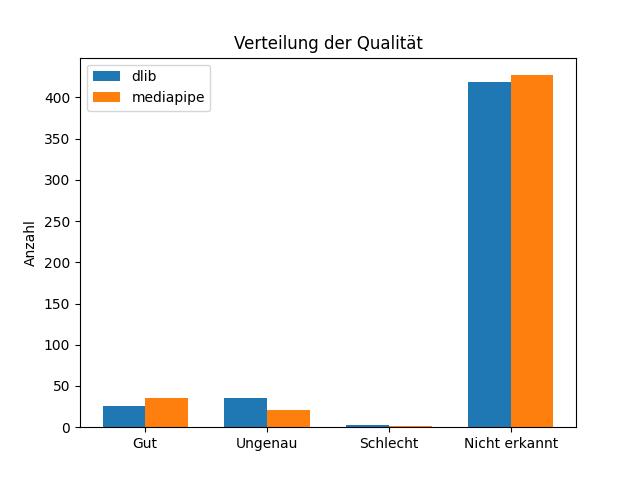 Verteilung der Qualität
dlib
mediapipe
400
350
300
250
200
150
100
50
0
Anzahl
Gut
Ungenau
Schlecht
Nicht erkannt